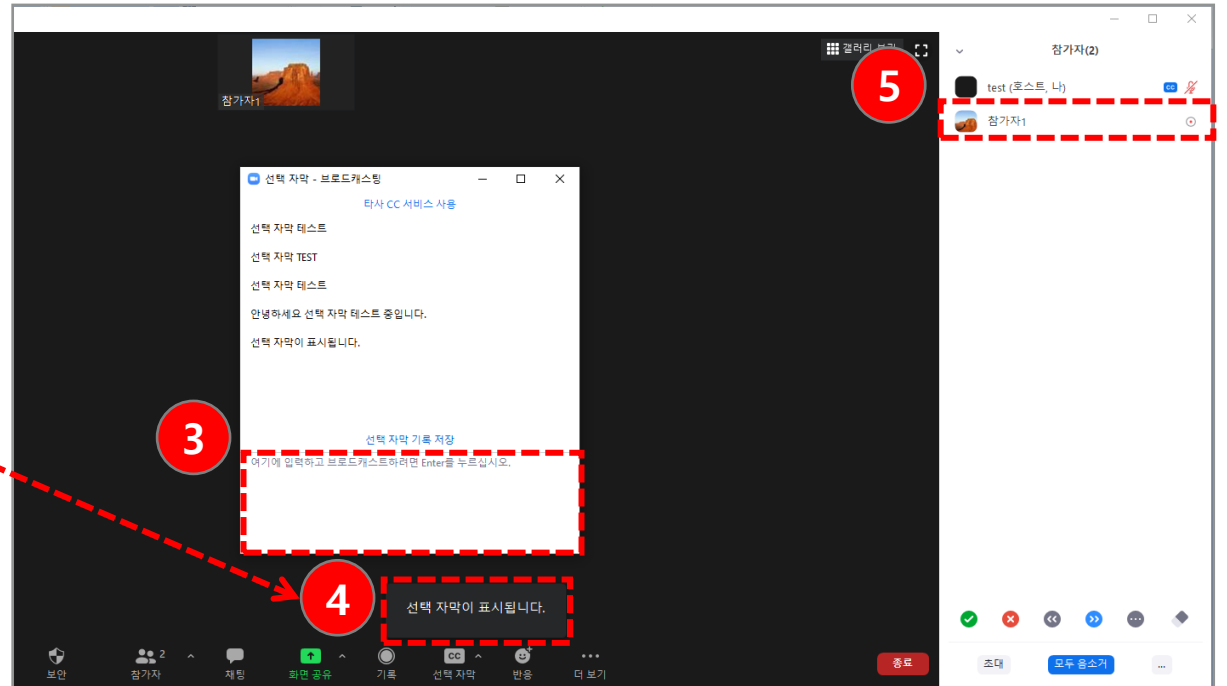 갤러리 보기
5
참가자(2)
test (호스트, 나)
CC
참가자1
참가자1
선택 자막 - 브로드캐스팅
타사 CC 서비스 사용
선택 자막 테스트
선택 자막 TEST
선택 자막 테스트
안녕하세요 선택 자막 테스트 중입니다.
선택 자막이 표시됩니다.
3
선택 자막 기록 저장
여기에 입력하고 브로드캐스트하려면 Enter를 누르십시오.
4
선택 자막이 표시됩니다.
2
CC
보안
참가자
채팅
화면 공유
기록
선택 자막
반응
더 보기
종료
초대
모두 음소거
...